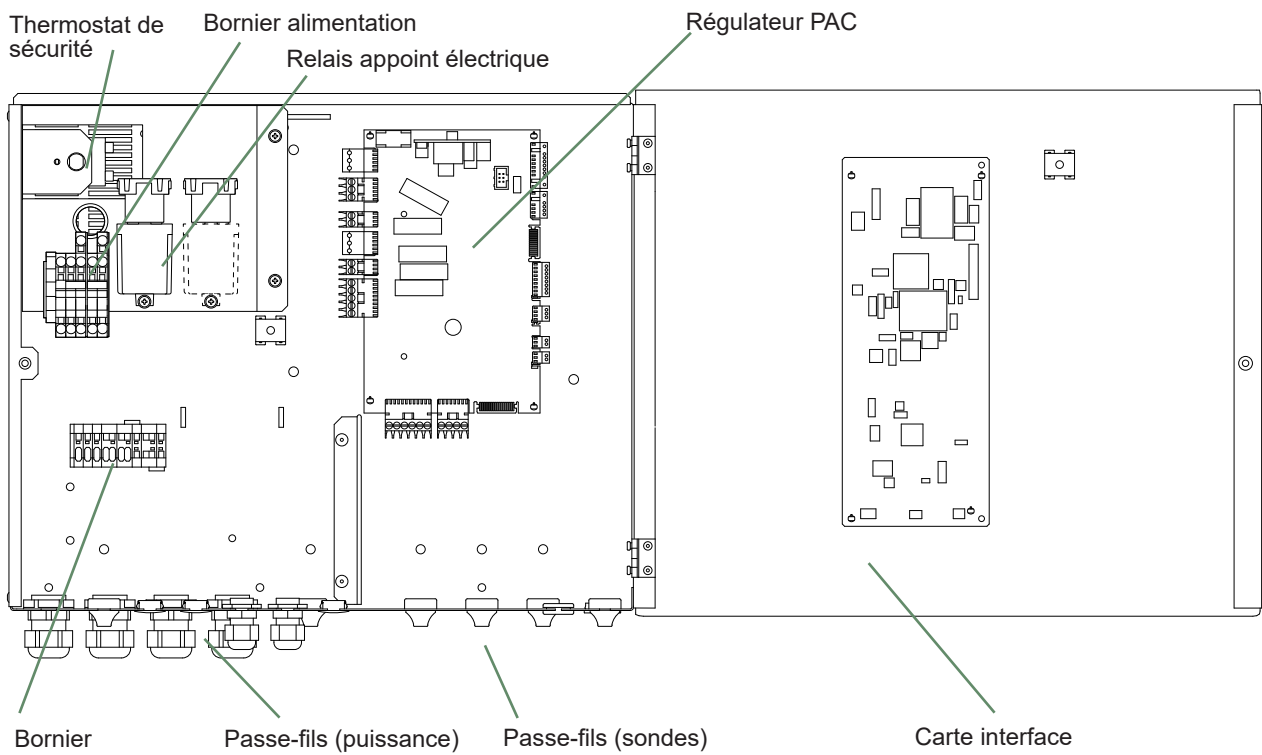 Thermostat de
sécurité
Bornier alimentation
Relais appoint électrique
Régulateur PAC
Bornier
Passe-fils (puissance)
Passe-fils (sondes)
Carte interface